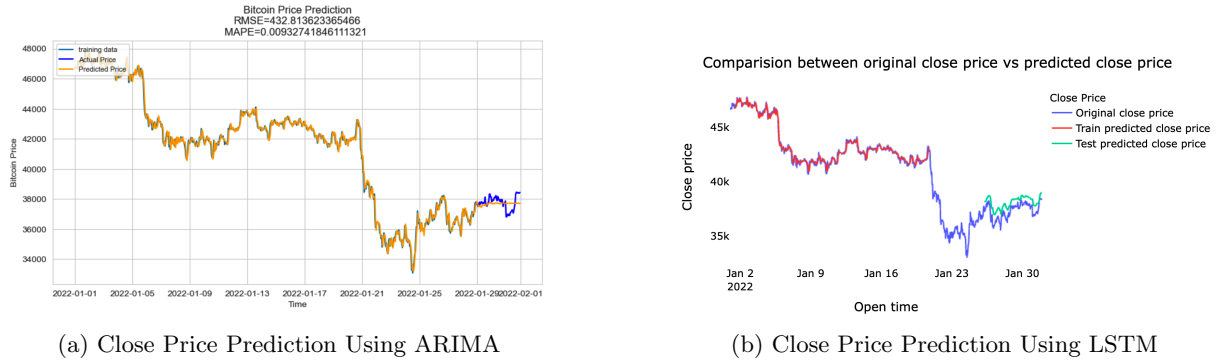 Bitcoin Price Prediction
RMSE=432.813623365466
MAPE=0.00932741846111321
48000
46000
44000
42000
40000
38000
36000
34000
Bitcoin Price
training data
Actual Price
Predicted Price
2022-01-01 2022-01-05 2022-01-09 2022-01-13 2022-01-17 2022-01-21 2022-01-25 2022-01-29 2022-02-01
Time
(a) Close Price Prediction Using ARIMA
Comparision between original close price vs predicted close price
Close Price
Original close price
Train predicted close price
Test predicted close price
45k
40k
35k
Close price
Jan 2 Jan 9 Jan 16 Jan 23 Jan 30
2022
Open time
(b) Close Price Prediction Using LSTM